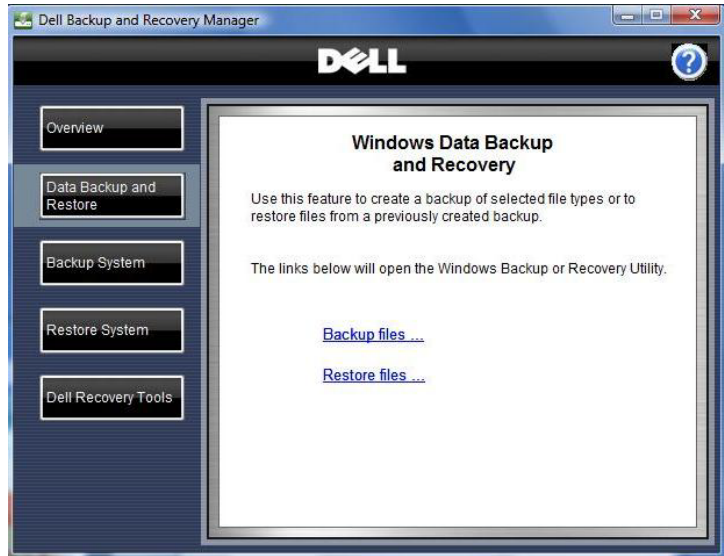 Dell Backup and Recovery Manager
DELL
?
Overview
Data Backup and
Restore
Backup System
Restore System
Dell Recovery Tools
Windows Data Backup
and Recovery
Use this feature to create a backup of selected file types or to
restore files from a previously created backup.
The links below will open the Windows Backup or Recovery Utility.
Backup files ...
Restore files ...